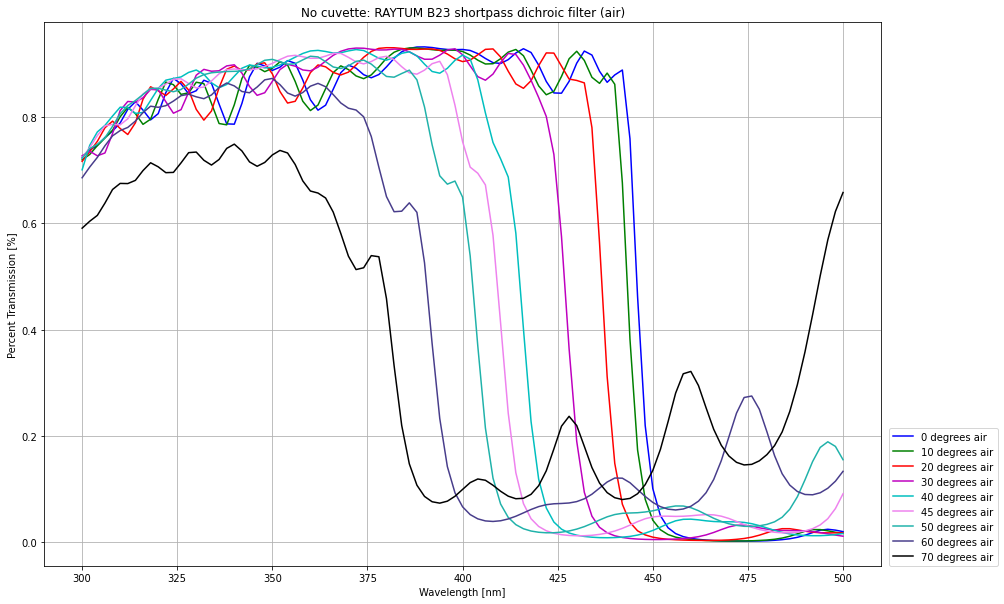 No cuvette: RAYTUM B23 shortpass dichroic filter (air)
Percent Transmission [%]
0.8
0.6
0.4
0.2
0.0
300 325 350 375 400 425 450 475 500
Wavelength [nm]
0 degrees air
10 degrees air
20 degrees air
30 degrees air
40 degrees air
45 degrees air
50 degrees air
60 degrees air
70 degrees air